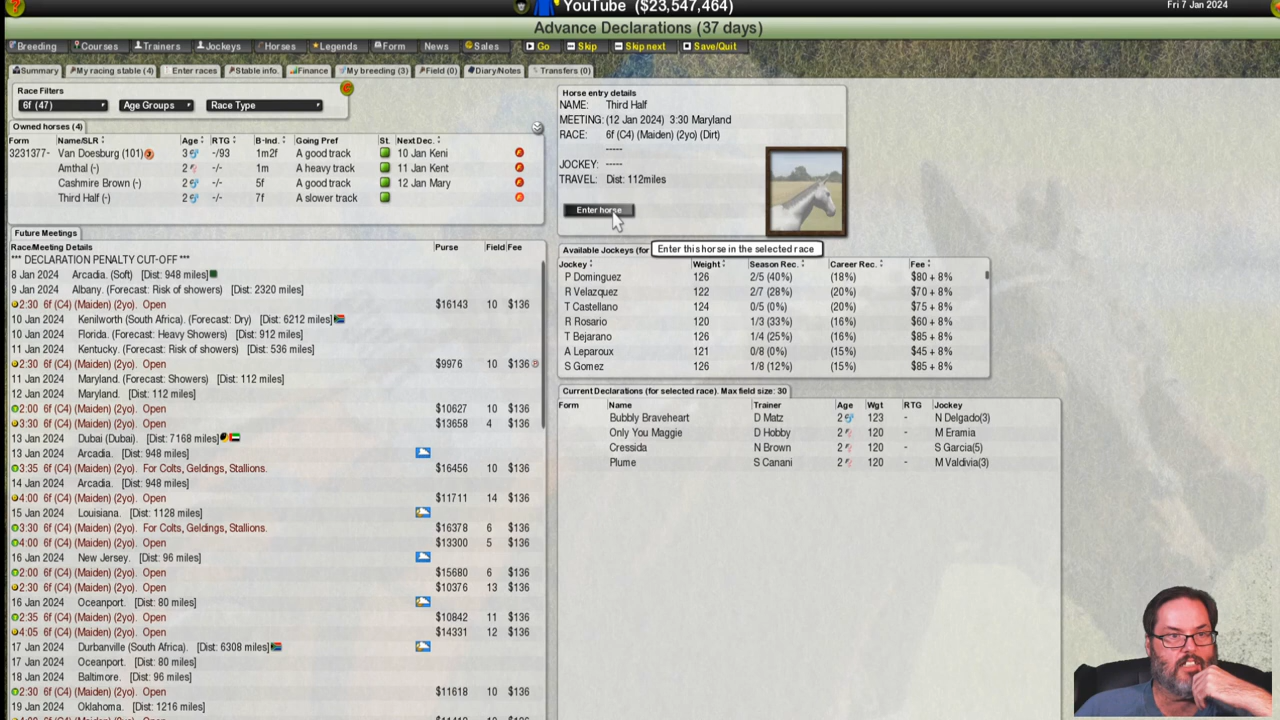 YouTube ($23,547,464)
Fri 7 Jan 2024
Advance Declarations (37 days)
Breeding Courses Trainers Jockeys Horses Legends Form News Sales Go Skip Skip next Save/Quit
Summary My racing stable (4) Enter races Stable info. Finance My breeding (3) Field (0) Diary/Notes Transfers (0)
Race Filters
6f (47) Age Groups Race Type
Owned horses (4)
Form Name/SLR Age RTG B-Ind. Going Pref St. Next Dec.
3231377- Van Doesburg (101) 3 -/93 1m2f A good track 10 Jan Keni
Amthal (-) 2 -/- 1m A heavy track 11 Jan Kent
Cashmire Brown (-) 2 -/- 5f A good track 12 Jan Mary
Third Half (-) 2 -/- 7f A slower track
Future Meetings
Race/Meeting Details Purse Field Fee
*** DECLARATION PENALTY CUT-OFF ***
8 Jan 2024 Arcadia. (Soft) [Dist: 948 miles]
9 Jan 2024 Albany. (Forecast: Risk of showers) [Dist: 2320 miles]
2:30 6f (C4) (Maiden) (2yo). Open $16143 10 $136
10 Jan 2024 Kenilworth (South Africa). (Forecast: Dry) [Dist: 6212 miles]
10 Jan 2024 Florida. (Forecast: Heavy Showers) [Dist: 912 miles]
11 Jan 2024 Kentucky. (Forecast: Risk of showers) [Dist: 536 miles]
2:30 6f (C4) (Maiden) (2yo). Open $9976 10 $136
11 Jan 2024 Maryland. (Forecast: Showers) [Dist: 112 miles]
12 Jan 2024 Maryland. [Dist: 112 miles]
2:00 6f (C4) (Maiden) (2yo). Open $10627 10 $136
3:30 6f (C4) (Maiden) (2yo). Open $13658 4 $136
13 Jan 2024 Dubai (Dubai). [Dist: 7168 miles]
13 Jan 2024 Arcadia. [Dist: 948 miles]
3:35 6f (C4) (Maiden) (2yo). For Colts, Geldings, Stallions. $16456 10 $136
14 Jan 2024 Arcadia. [Dist: 948 miles]
4:00 6f (C4) (Maiden) (2yo). Open $11711 14 $136
15 Jan 2024 Louisiana. [Dist: 1128 miles]
3:30 6f (C4) (Maiden) (2yo). For Colts, Geldings, Stallions. $16378 6 $136
4:00 6f (C4) (Maiden) (2yo). Open $13300 5 $136
16 Jan 2024 New Jersey. [Dist: 96 miles]
2:00 6f (C4) (Maiden) (2yo). Open $15680 6 $136
2:30 6f (C4) (Maiden) (2yo). Open $10376 13 $136
16 Jan 2024 Oceanport. [Dist: 80 miles]
2:35 6f (C4) (Maiden) (2yo). Open $10842 11 $136
4:05 6f (C4) (Maiden) (2yo). Open $14331 12 $136
17 Jan 2024 Durbanville (South Africa). [Dist: 6308 miles]
17 Jan 2024 Oceanport. [Dist: 80 miles]
18 Jan 2024 Baltimore. [Dist: 96 miles]
2:30 6f (C4) (Maiden) (2yo). Open $11618 10 $136
19 Jan 2024 Oklahoma. [Dist: 1216 miles]
Horse entry details
NAME: Third Half
MEETING: (12 Jan 2024) 3:30 Maryland
RACE: 6f (C4) (Maiden) (2yo) (Dirt)
-----
JOCKEY: -----
TRAVEL: Dist: 112miles
Enter horse
Enter this horse in the selected race
Available Jockeys (for
Jockey Weight Season Rec. Career Rec. Fee
P Dominguez 126 2/5 (40%) (18%) $80 + 8%
R Velazquez 122 2/7 (28%) (20%) $70 + 8%
T Castellano 124 0/5 (0%) (20%) $75 + 8%
R Rosario 120 1/3 (33%) (16%) $60 + 8%
T Bejarano 126 1/4 (25%) (16%) $85 + 8%
A Leparoux 121 0/8 (0%) (15%) $45 + 8%
S Gomez 126 1/8 (12%) (15%) $85 + 8%
Current Declarations (for selected race). Max field size: 30
Form Name Trainer Age Wgt RTG Jockey
Bubbly Braveheart D Matz 2 123 - N Delgado(3)
Only You Maggie D Hobby 2 120 - M Eramia
Cressida N Brown 2 120 - S Garcia(5)
Plume S Canani 2 120 - M Valdivia(3)